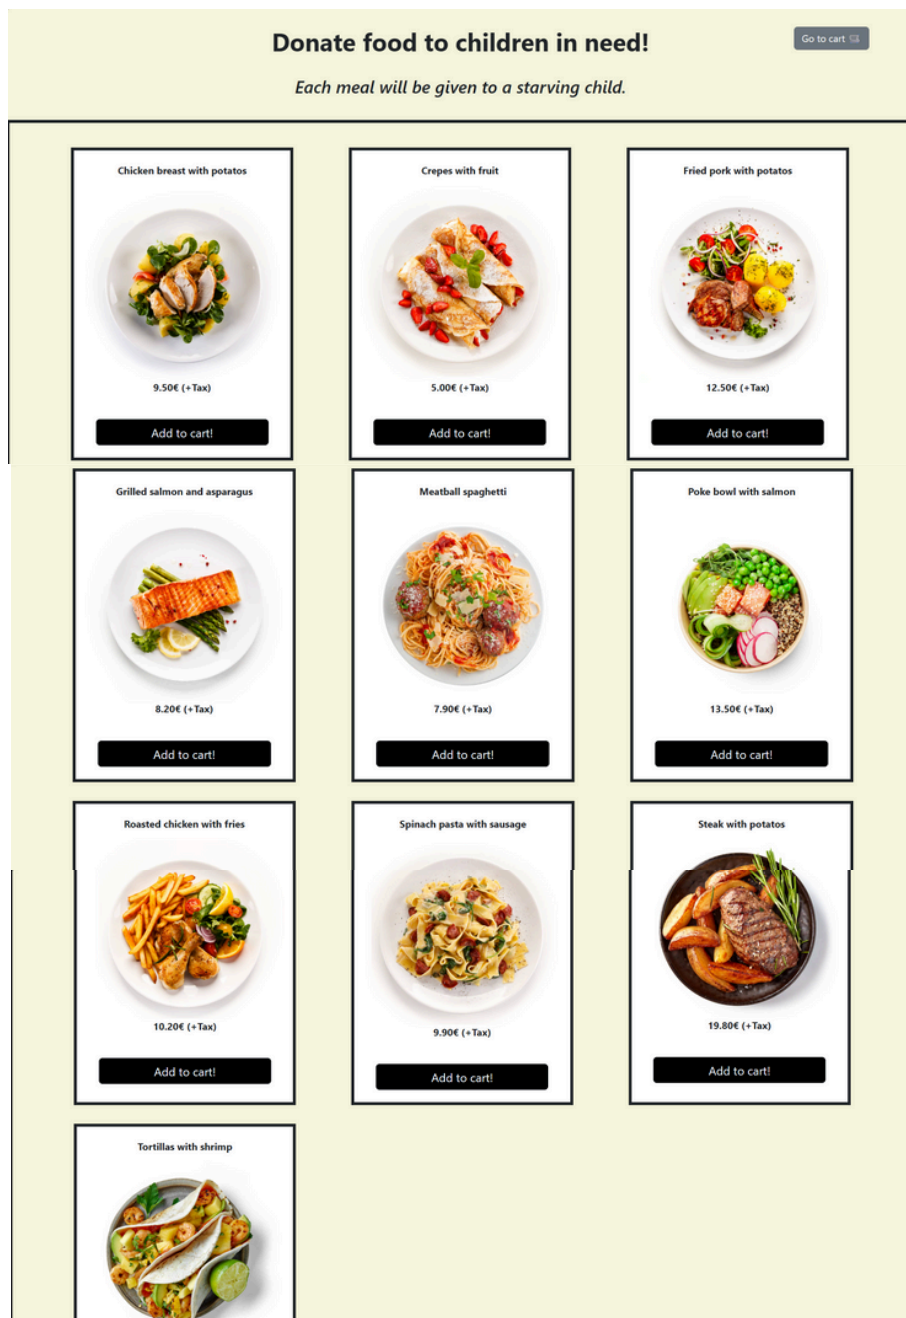 Donate food to children in need!
Go to cart
Each meal will be given to a starving child.
Chicken breast with potatos
9.50€ (+Tax)
Add to cart!
Crepes with fruit
5.00€ (+Tax)
Add to cart!
Fried pork with potatos
12.50€ (+Tax)
Add to cart!
Grilled salmon and asparagus
8.20€ (+Tax)
Add to cart!
Meatball spaghetti
7.90€ (+Tax)
Add to cart!
Poke bowl with salmon
13.50€ (+Tax)
Add to cart!
Roasted chicken with fries
10.20€ (+Tax)
Add to cart!
Spinach pasta with sausage
9.90€ (+Tax)
Add to cart!
Steak with potatos
19.80€ (+Tax)
Add to cart!
Tortillas with shrimp